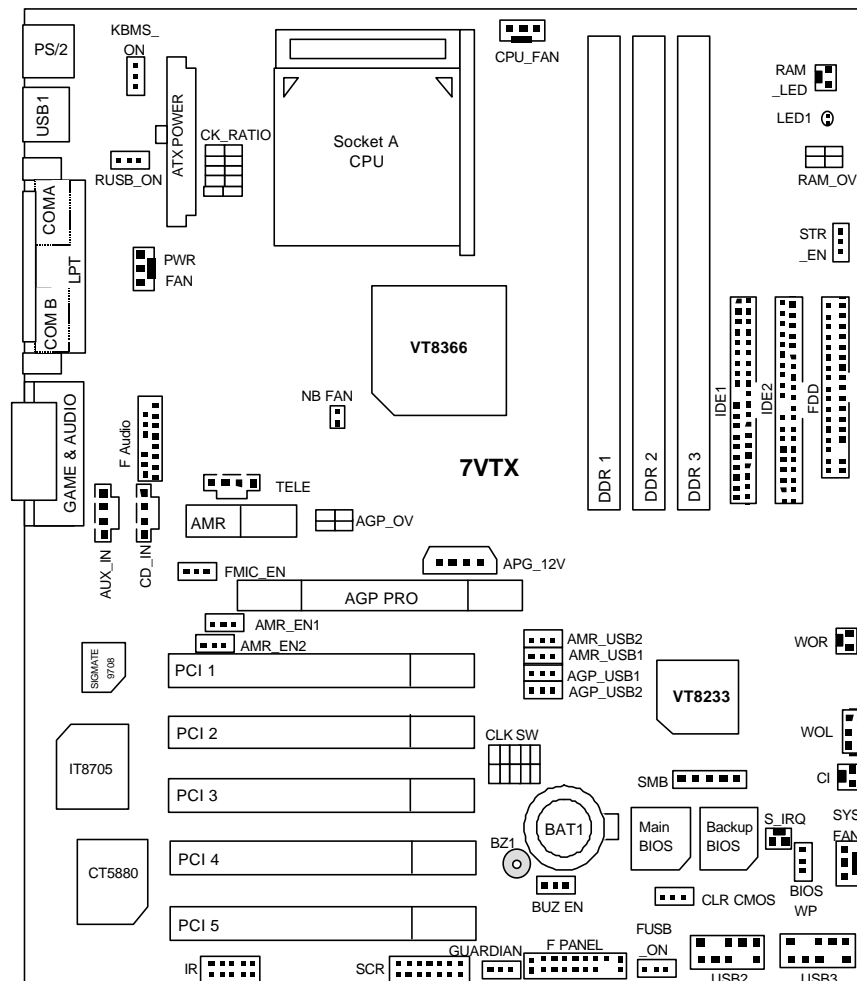 KBMS_
ON
PS/2
USB1
ATX POWER
CK_RATIO
RUSB_ON
Socket A
CPU
CPU_FAN
RAM
_LED
LED1
RAM_OV
STR
_EN
COMA
LPT
COM B
PWR
FAN
VT8366
NB FAN
7VTX
DDR 1
DDR 2
DDR 3
IDE1
IDE2
FDD
GAME & AUDIO
F Audio
TELE
AMR
AGP_OV
AUX_IN
CD_IN
FMIC_EN
APG_12V
AGP PRO
AMR_EN1
AMR_EN2
AMR_USB2
AMR_USB1
AGP_USB1
AGP_USB2
WOR
SIGMATE
9708
PCI 1
VT8233
PCI 2
CLK SW
WOL
IT8705
SMB
CI
PCI 3
BAT1
Main
BIOS
Backup
BIOS
S_IRQ
SYS
FAN
BZ1
PCI 4
CT5880
BUZ EN
CLR CMOS
BIOS
WP
PCI 5
GUARDIAN
F PANEL
FUSB
_ON
IR
SCR
USB2
USB3